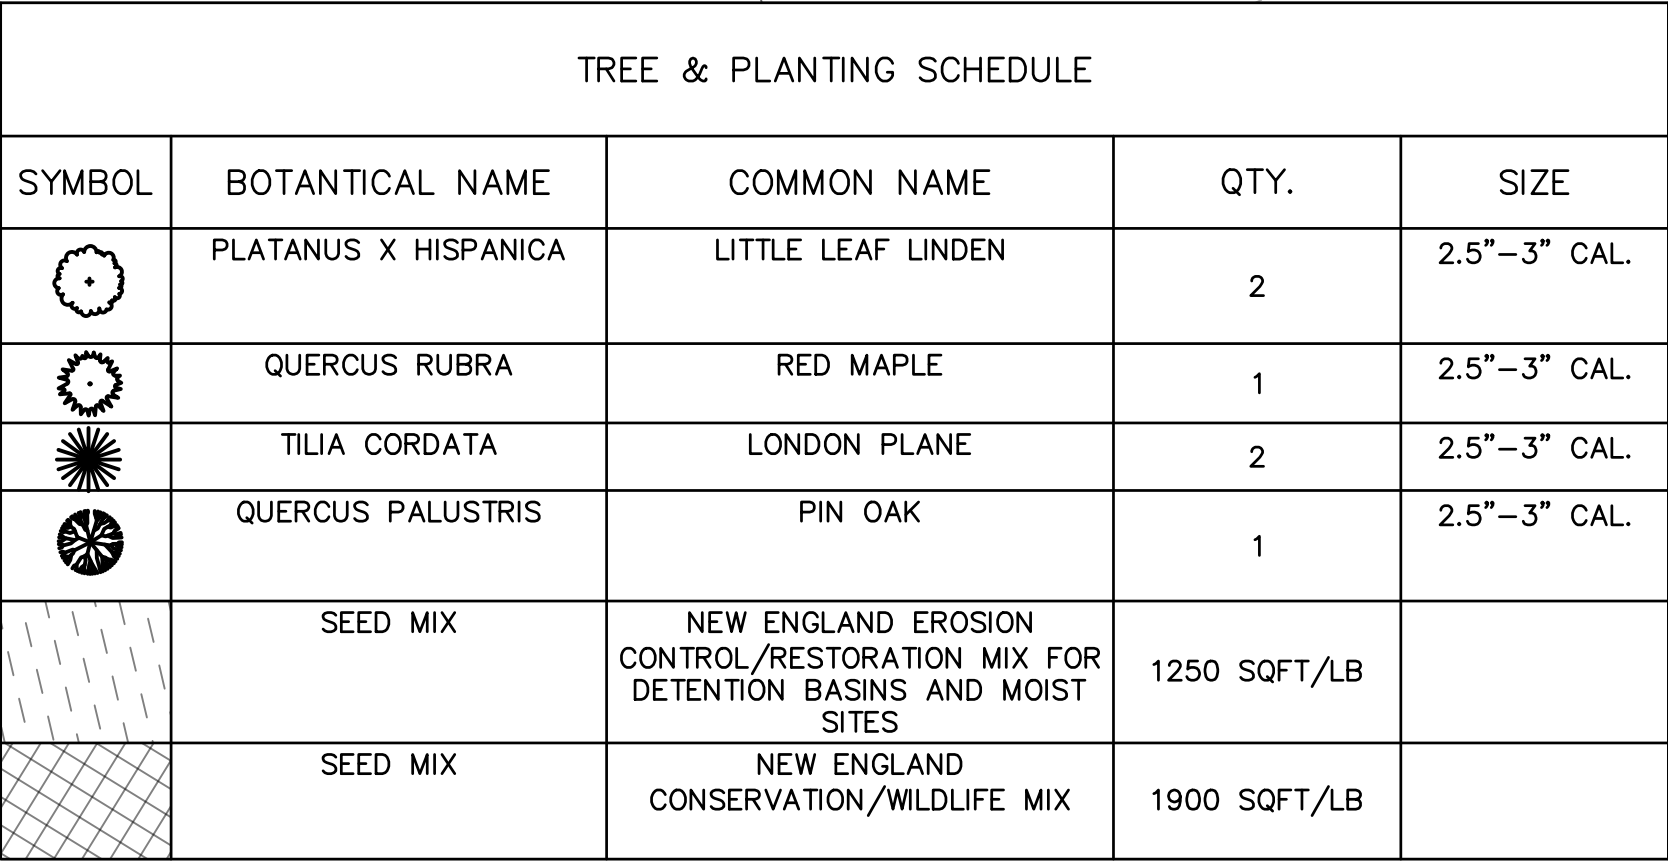 TREE & PLANTING SCHEDULE
SYMBOL BOTANTICAL NAME COMMON NAME QTY. SIZE
PLATANUS X HISPANICA LITTLE LEAF LINDEN 2 2.5"-3" CAL.
QUERCUS RUBRA RED MAPLE 1 2.5"-3" CAL.
TILIA CORDATA LONDON PLANE 2 2.5"-3" CAL.
QUERCUS PALUSTRIS PIN OAK 1 2.5"-3" CAL.
SEED MIX NEW ENGLAND EROSION
CONTROL/RESTORATION MIX FOR
DETENTION BASINS AND MOIST
SITES
1250 SQFT/LB
SEED MIX NEW ENGLAND
CONSERVATION/WILDLIFE MIX
1900 SQFT/LB